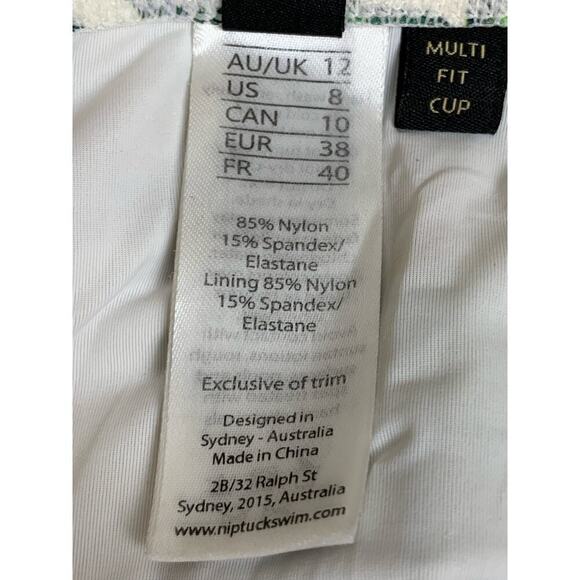 AU/UK 12
US 8
CAN 10
EUR 38
FR 40
85% Nylon
15% Spandex/
Elastane
Lining 85% Nylon
15% Spandex/
Elastane
Exclusive of trim
Designed in
Sydney - Australia
Made in China
2B/32 Ralph St
Sydney, 2015, Australia
www.niptuckswim.com
MULTI
FIT
CUP